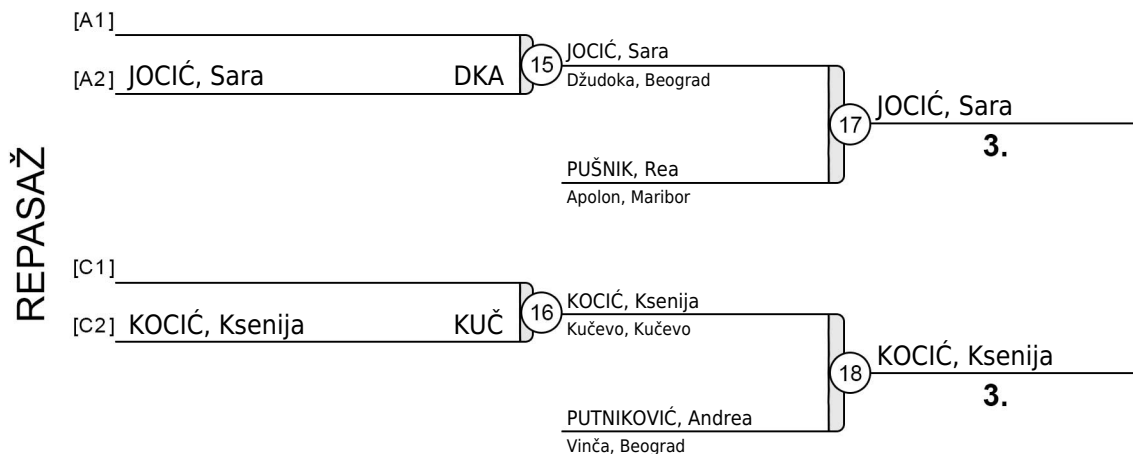 REPASAŽ
[A1]
[A2] JOCIĆ, Sara DKA
15
JOCIĆ, Sara
Džudoka, Beograd
PUŠNIK, Rea
Apolon, Maribor
17
JOCIĆ, Sara
3.
[C1]
[C2] KOCIĆ, Ksenija KUČ
16
KOCIĆ, Ksenija
Kučevo, Kučevo
PUTNIKOVIĆ, Andrea
Vinča, Beograd
18
KOCIĆ, Ksenija
3.